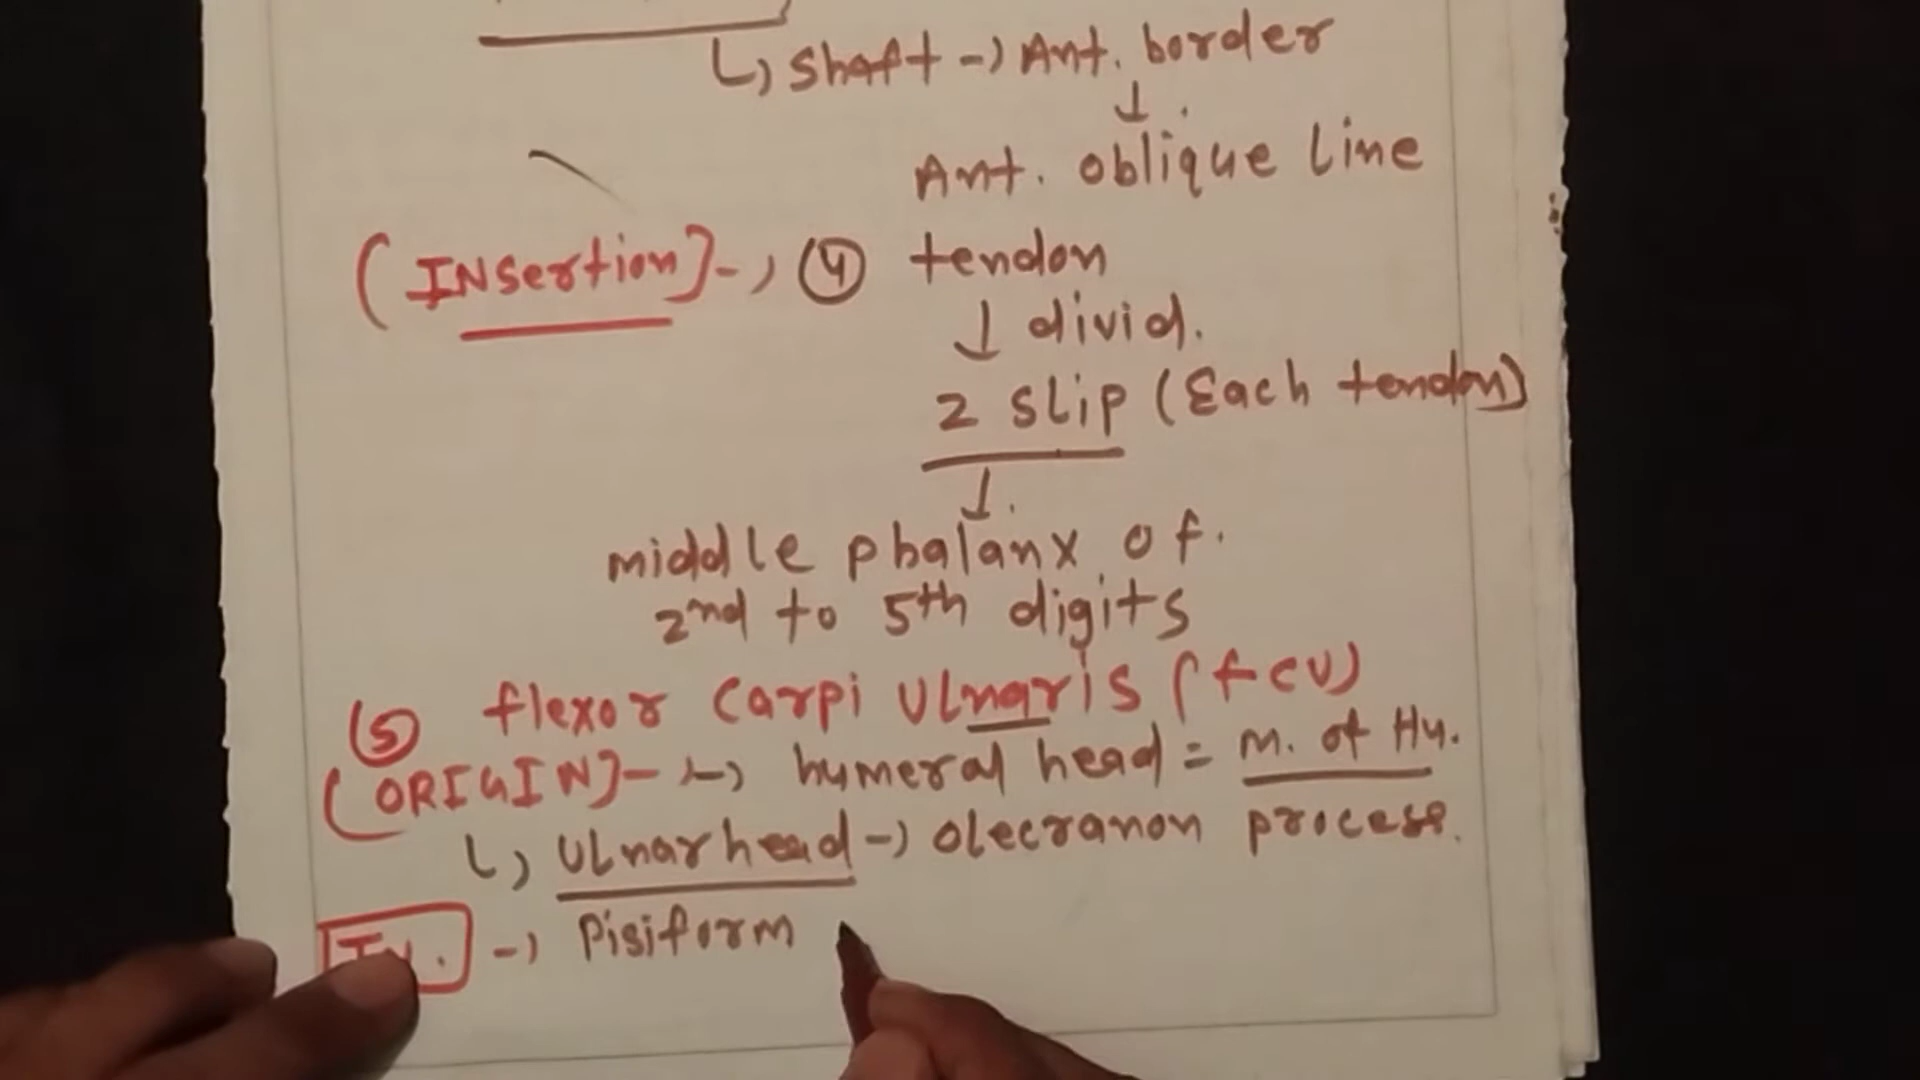 ↳ Shaft → Ant. border
↓
Ant. oblique line
(INsertion] → ④ tendon
↓ divid.
2 slip (Each tendon)
↓
middle phalanx of.
2nd to 5th digits
⑤ flexor carpi ulnaris (fcu)
(ORIGIN] → humeral head = m. of Hu.
↳ ulnar head → olecranon process.
→ Pisiform